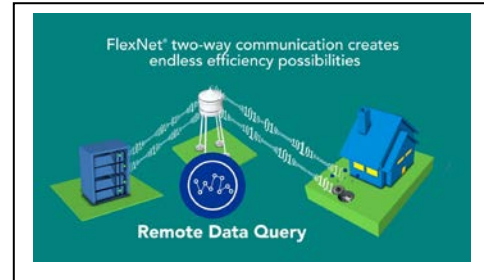 FlexNet® two-way communication creates
endless efficiency possibilities
Remote Data Query